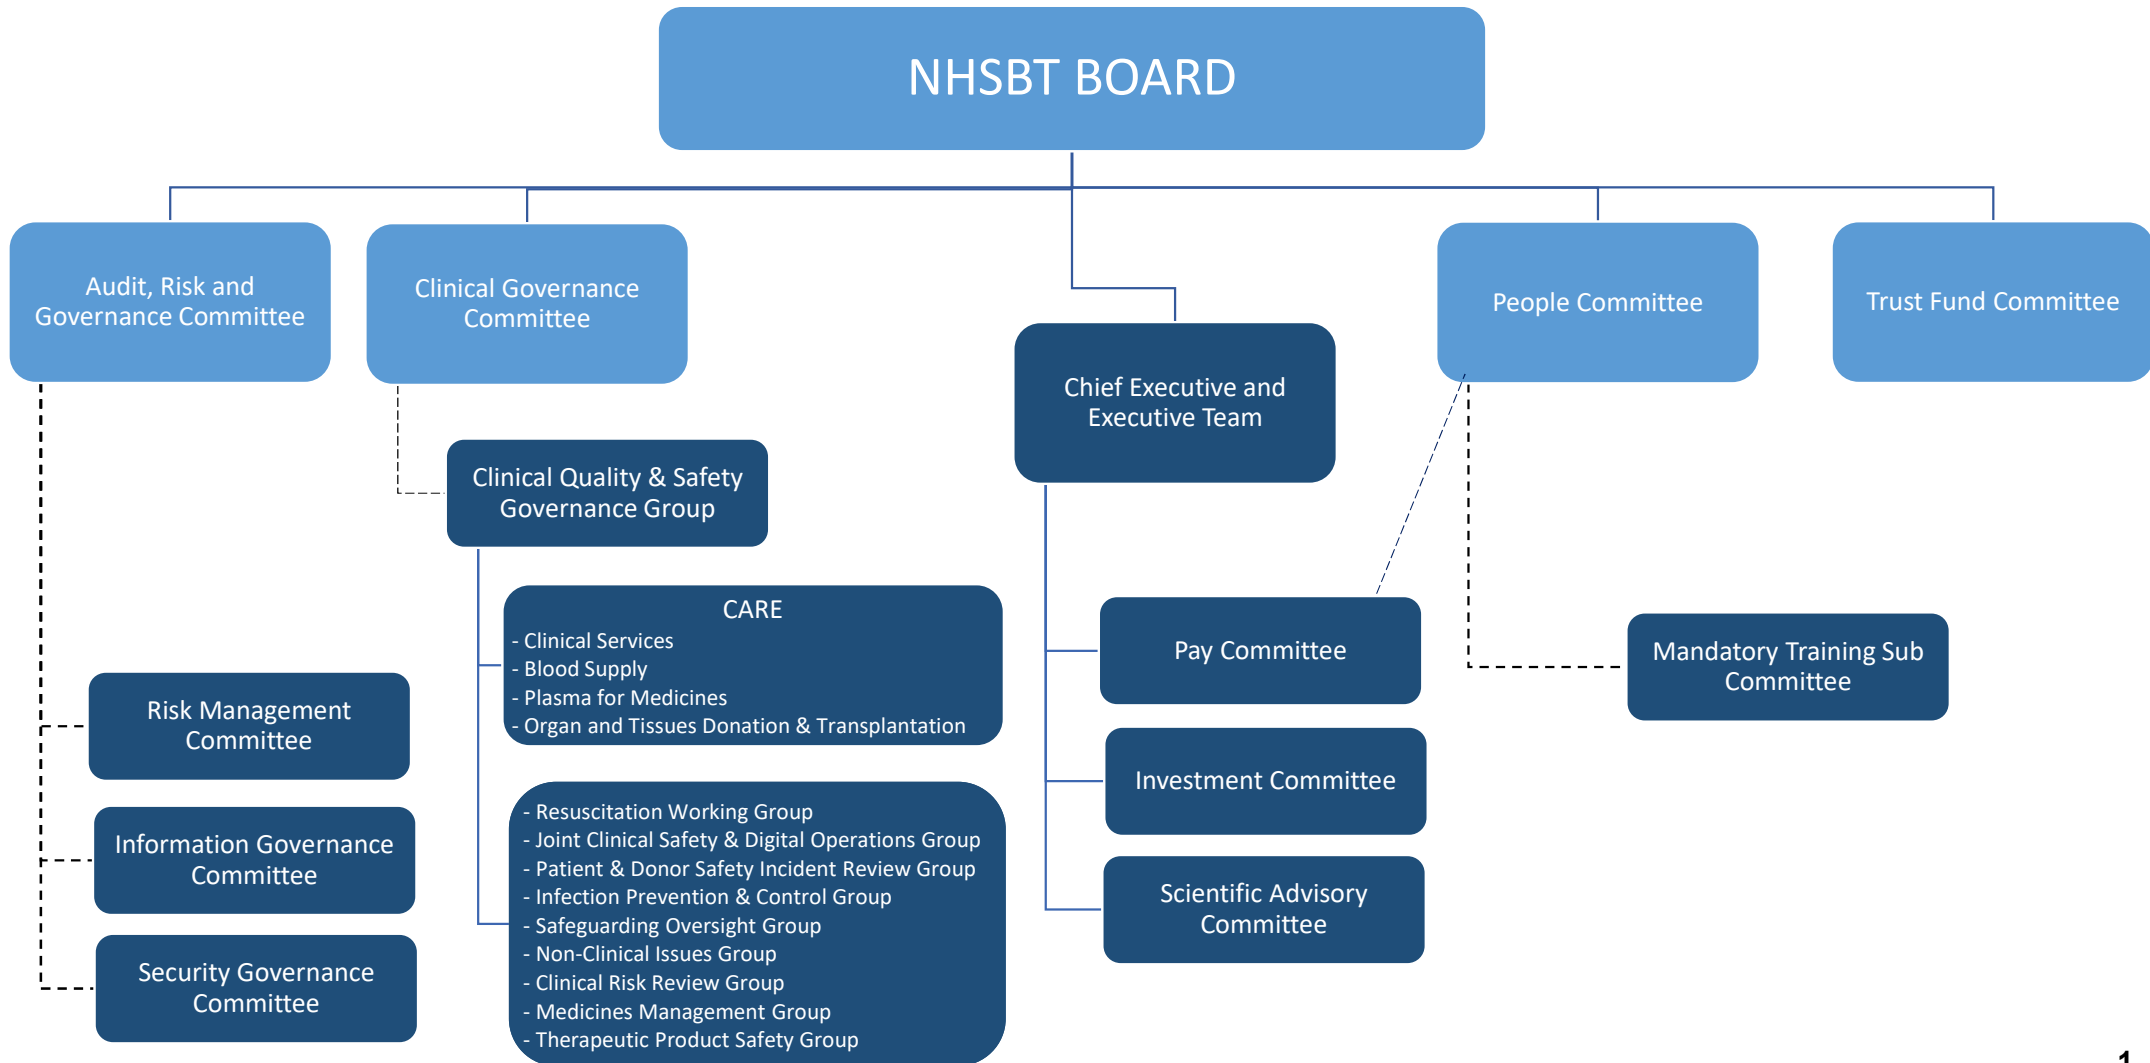 NHSBT BOARD
Audit, Risk and
Governance Committee
Clinical Governance
Committee
People Committee
Trust Fund Committee
Chief Executive and
Executive Team
Clinical Quality & Safety
Governance Group
CARE
- Clinical Services
- Blood Supply
- Plasma for Medicines
- Organ and Tissues Donation & Transplantation
Pay Committee
Mandatory Training Sub
Committee
Risk Management
Committee
Investment Committee
- Resuscitation Working Group
- Joint Clinical Safety & Digital Operations Group
- Patient & Donor Safety Incident Review Group
- Infection Prevention & Control Group
- Safeguarding Oversight Group
- Non-Clinical Issues Group
- Clinical Risk Review Group
- Medicines Management Group
- Therapeutic Product Safety Group
Information Governance
Committee
Scientific Advisory
Committee
Security Governance
Committee
1